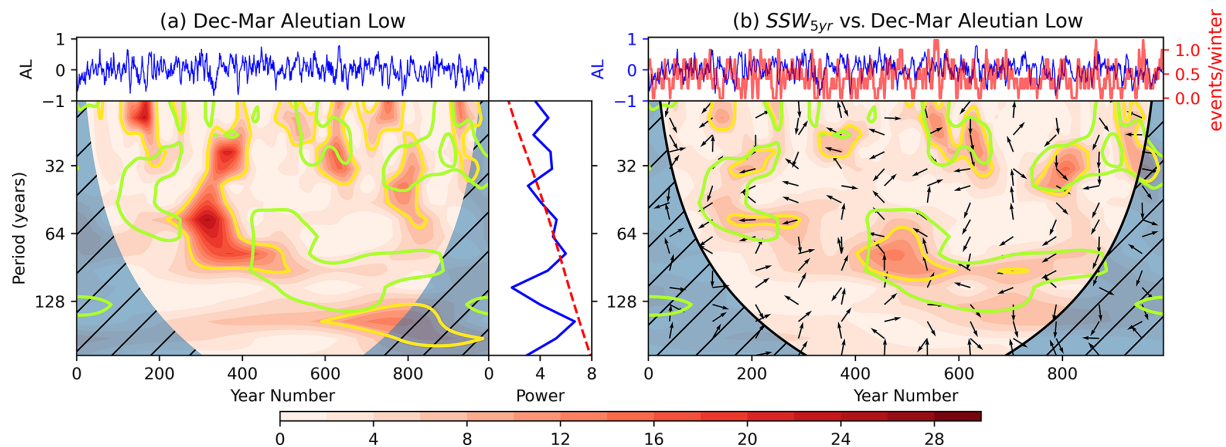 (a) Dec-Mar Aleutian Low
(b) SSW5yr vs. Dec-Mar Aleutian Low
AL
1
0
−1
AL
1
0
−1
1.0
0.5
0.0
events/winter
Period (years)
32
64
128
32
64
128
0 200 400 600 800
0 4 8
0 200 400 600 800
Year Number
Power
Year Number
0 4 8 12 16 20 24 28